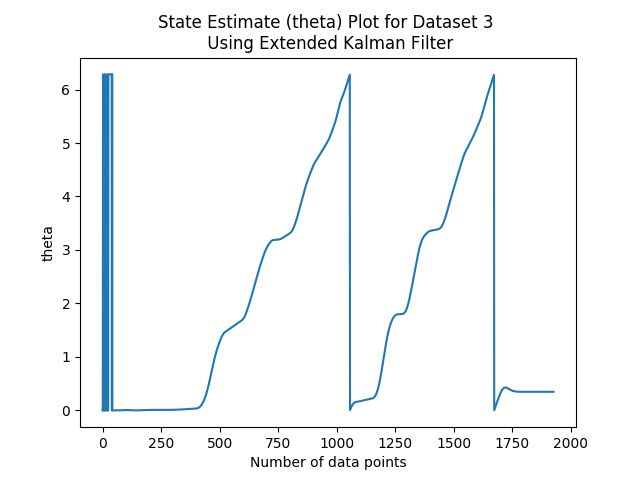 State Estimate (theta) Plot for Dataset 3
Using Extended Kalman Filter
6
5
4
3
2
1
0
theta
0 250 500 750 1000 1250 1500 1750 2000
Number of data points